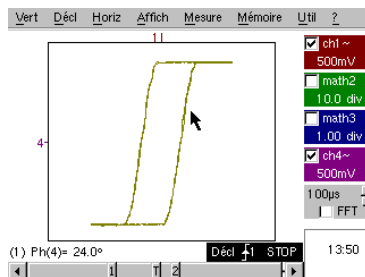 Vert Décl Horiz Affich Mesure Mémoire Util ?
1
ch1~
500mV
math2
10.0 div
math3
1.00 div
4
ch4~
500mV
100µs
FFT
(1) Ph(4)= 24.0º
Décl 1 STOP
13:50
1 T 2